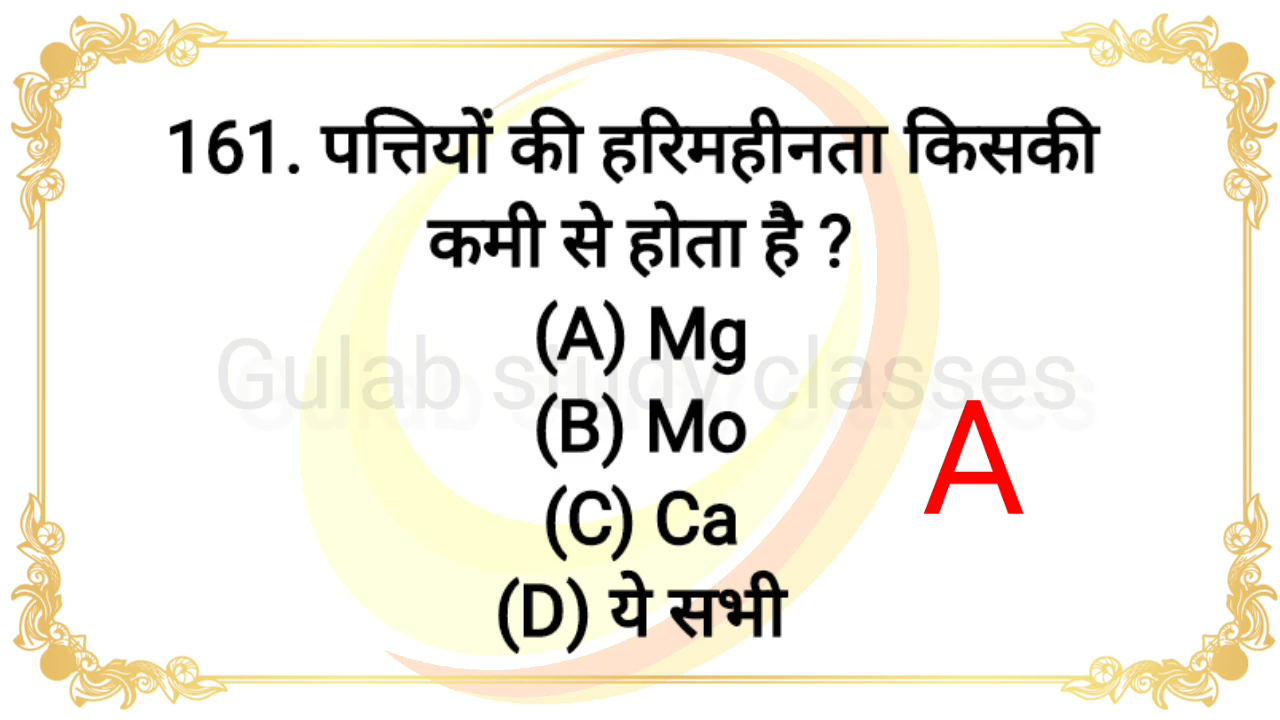 161. पत्तियों की हरिमहीनता किसकी
कमी से होता है ?
(A) Mg
Gulab study classes
(B) Mo
A
(C) Ca
(D) ये सभी